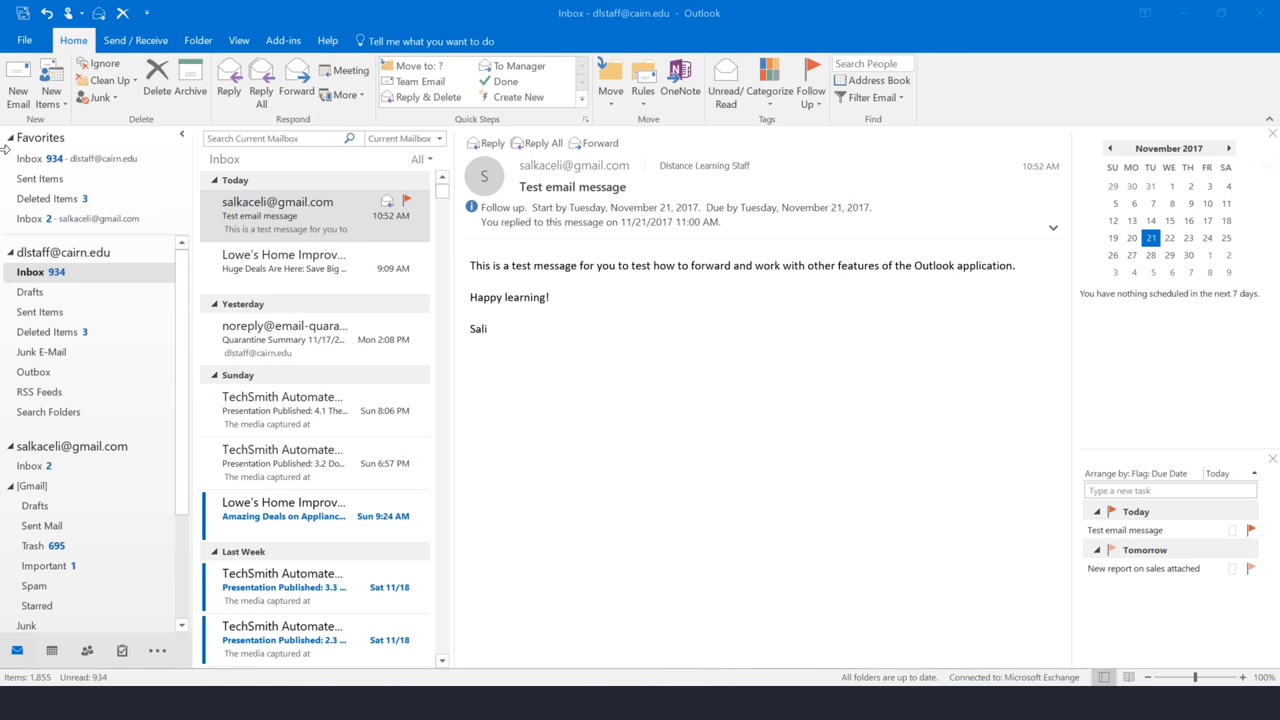 Inbox - dlstaff@cairn.edu - Outlook
File Home Send / Receive Folder View Add-ins Help Tell me what you want to do
New Email
New Items
Ignore
Clean Up
Junk
Delete
Archive
Reply
Reply All
Forward
Meeting
More
Move to: ?
Team Email
Reply & Delete
To Manager
Done
Create New
Move
Rules
OneNote
Unread/ Read
Categorize
Follow Up
Search People
Address Book
Filter Email
New Delete Respond Quick Steps Move Tags Find
Favorites
Inbox 934 - dlstaff@cairn.edu
Sent Items
Deleted Items 3
Inbox 2 - salkaceli@gmail.com
dlstaff@cairn.edu
Inbox 934
Drafts
Sent Items
Deleted Items 3
Junk E-Mail
Outbox
RSS Feeds
Search Folders
salkaceli@gmail.com
Inbox 2
[Gmail]
Drafts
Sent Mail
Trash 695
Important 1
Spam
Starred
Junk
Search Current Mailbox Current Mailbox
Inbox All
Today
salkaceli@gmail.com
Test email message 10:52 AM
This is a test message for you to
Lowe's Home Improv...
Huge Deals Are Here: Save Big ... 9:09 AM
Yesterday
noreply@email-quara...
Quarantine Summary 11/17/2... Mon 2:08 PM
dlstaff@cairn.edu
Sunday
TechSmith Automate...
Presentation Published: 4.1 The... Sun 8:06 PM
The media captured at
TechSmith Automate...
Presentation Published: 3.2 Do... Sun 6:57 PM
The media captured at
Lowe's Home Improv...
Amazing Deals on Applianc... Sun 9:24 AM
Last Week
TechSmith Automate...
Presentation Published: 3.3 ... Sat 11/18
The media captured at
TechSmith Automate...
Presentation Published: 2.3 ... Sat 11/18
The media captured at
Reply Reply All Forward
S
salkaceli@gmail.com Distance Learning Staff 10:52 AM
Test email message
Follow up. Start by Tuesday, November 21, 2017. Due by Tuesday, November 21, 2017.
You replied to this message on 11/21/2017 11:00 AM.
This is a test message for you to test how to forward and work with other features of the Outlook application.
Happy learning!
Sali
November 2017
SU MO TU WE TH FR SA
29 30 31 1 2 3 4
5 6 7 8 9 10 11
12 13 14 15 16 17 18
19 20 21 22 23 24 25
26 27 28 29 30 1 2
3 4 5 6 7 8 9
You have nothing scheduled in the next 7 days.
Arrange by: Flag: Due Date Today
Type a new task
Today
Test email message
Tomorrow
New report on sales attached
Items: 1,855 Unread: 934 All folders are up to date. Connected to: Microsoft Exchange 100%